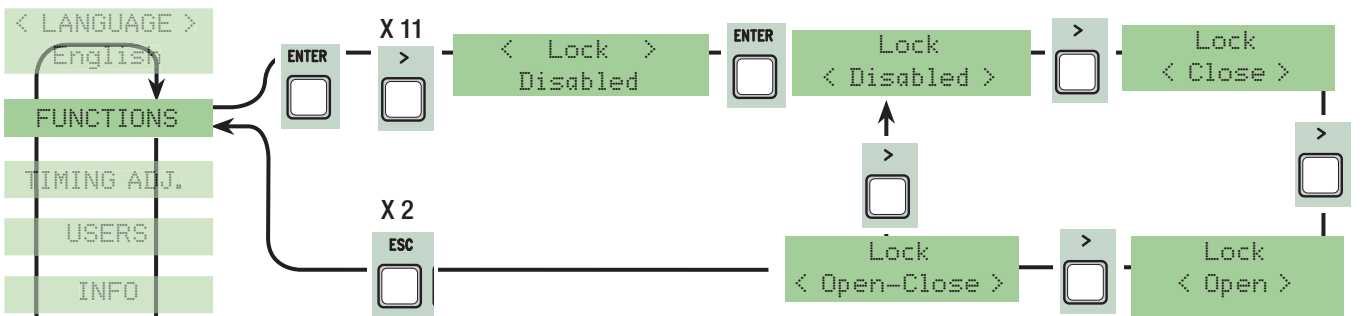 < LANGUAGE >
English
FUNCTIONS
TIMING ADJ.
USERS
INFO
ENTER
X 11
>
< Lock >
Disabled
ENTER
Lock
< Disabled >
>
Lock
< Close >
>
Lock
< Open >
>
Lock
< Open-Close >
>
X 2
ESC